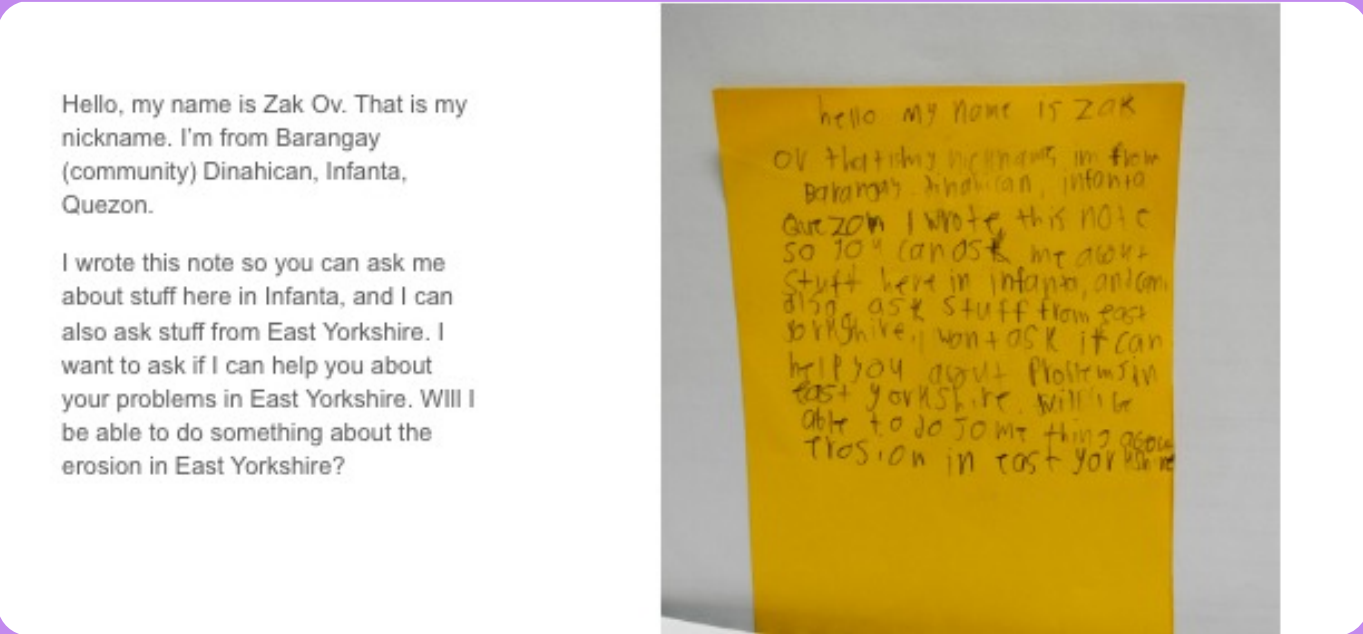 Hello, my name is Zak Ov. That is my
nickname. I'm from Barangay
(community) Dinahican, Infanta,
Quezon.
I wrote this note so you can ask me
about stuff here in Infanta, and I can
also ask stuff from East Yorkshire. I
want to ask if I can help you about
your problems in East Yorkshire. WIll I
be able to do something about the
erosion in East Yorkshire?
hello my name is zak
ov that is my nickname, im from
Barangay dinahican, infanta
Quezon I wrote, this note
so you can ask me about
stuff here in infanta, and can
also, ask stuff from east
yorkshire, i want ask if can
help you about Problems in
east yorkshire. will i be
able to do some thing about
erosion in east yorkshire